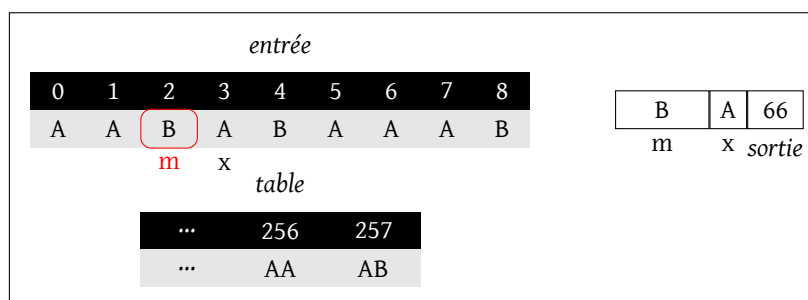 entrée
0 1 2 3 4 5 6 7 8
A A B A B A A A B
m x
table
... 256 257
... AA AB
B A 66
m x sortie